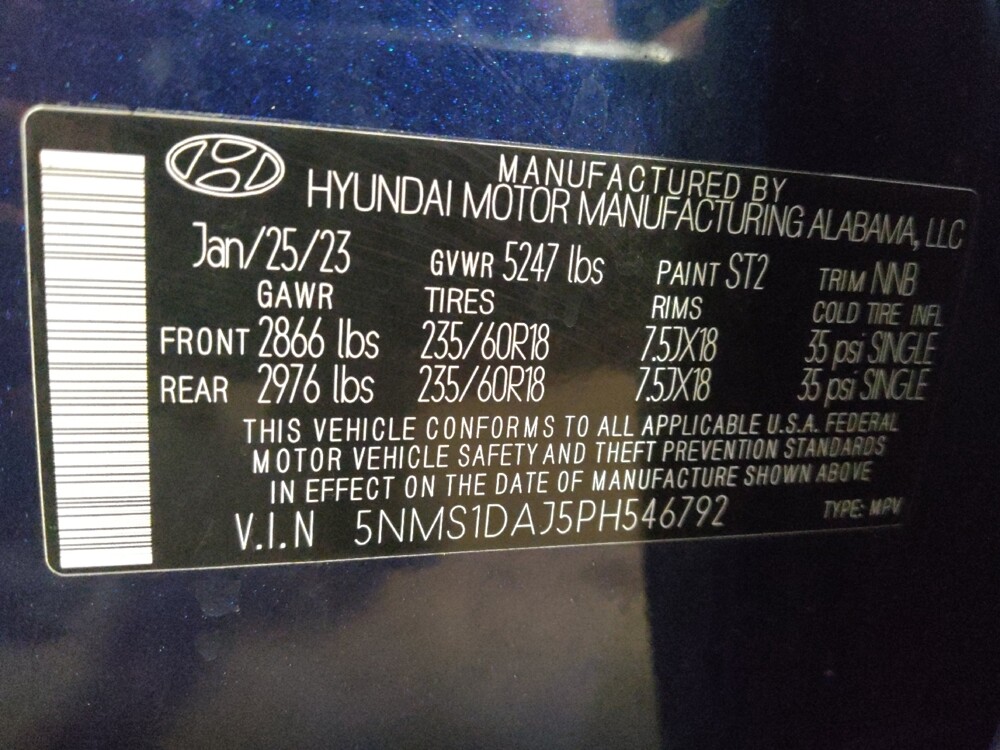 MANUFACTURED BY
HYUNDAI MOTOR MANUFACTURING ALABAMA, LLC
Jan/25/23 GVWR 5247 lbs PAINT ST2 TRIM NNB
GAWR TIRES RIMS COLD TIRE INFL
FRONT 2866 lbs 235/60R18 7.5JX18 35 psi SINGLE
REAR 2976 lbs 235/60R18 7.5JX18 35 psi SINGLE
THIS VEHICLE CONFORMS TO ALL APPLICABLE U.S.A. FEDERAL
MOTOR VEHICLE SAFETY AND THEFT PREVENTION STANDARDS
IN EFFECT ON THE DATE OF MANUFACTURE SHOWN ABOVE
V.I.N 5NMS1DAJ5PH546792 TYPE: MPV